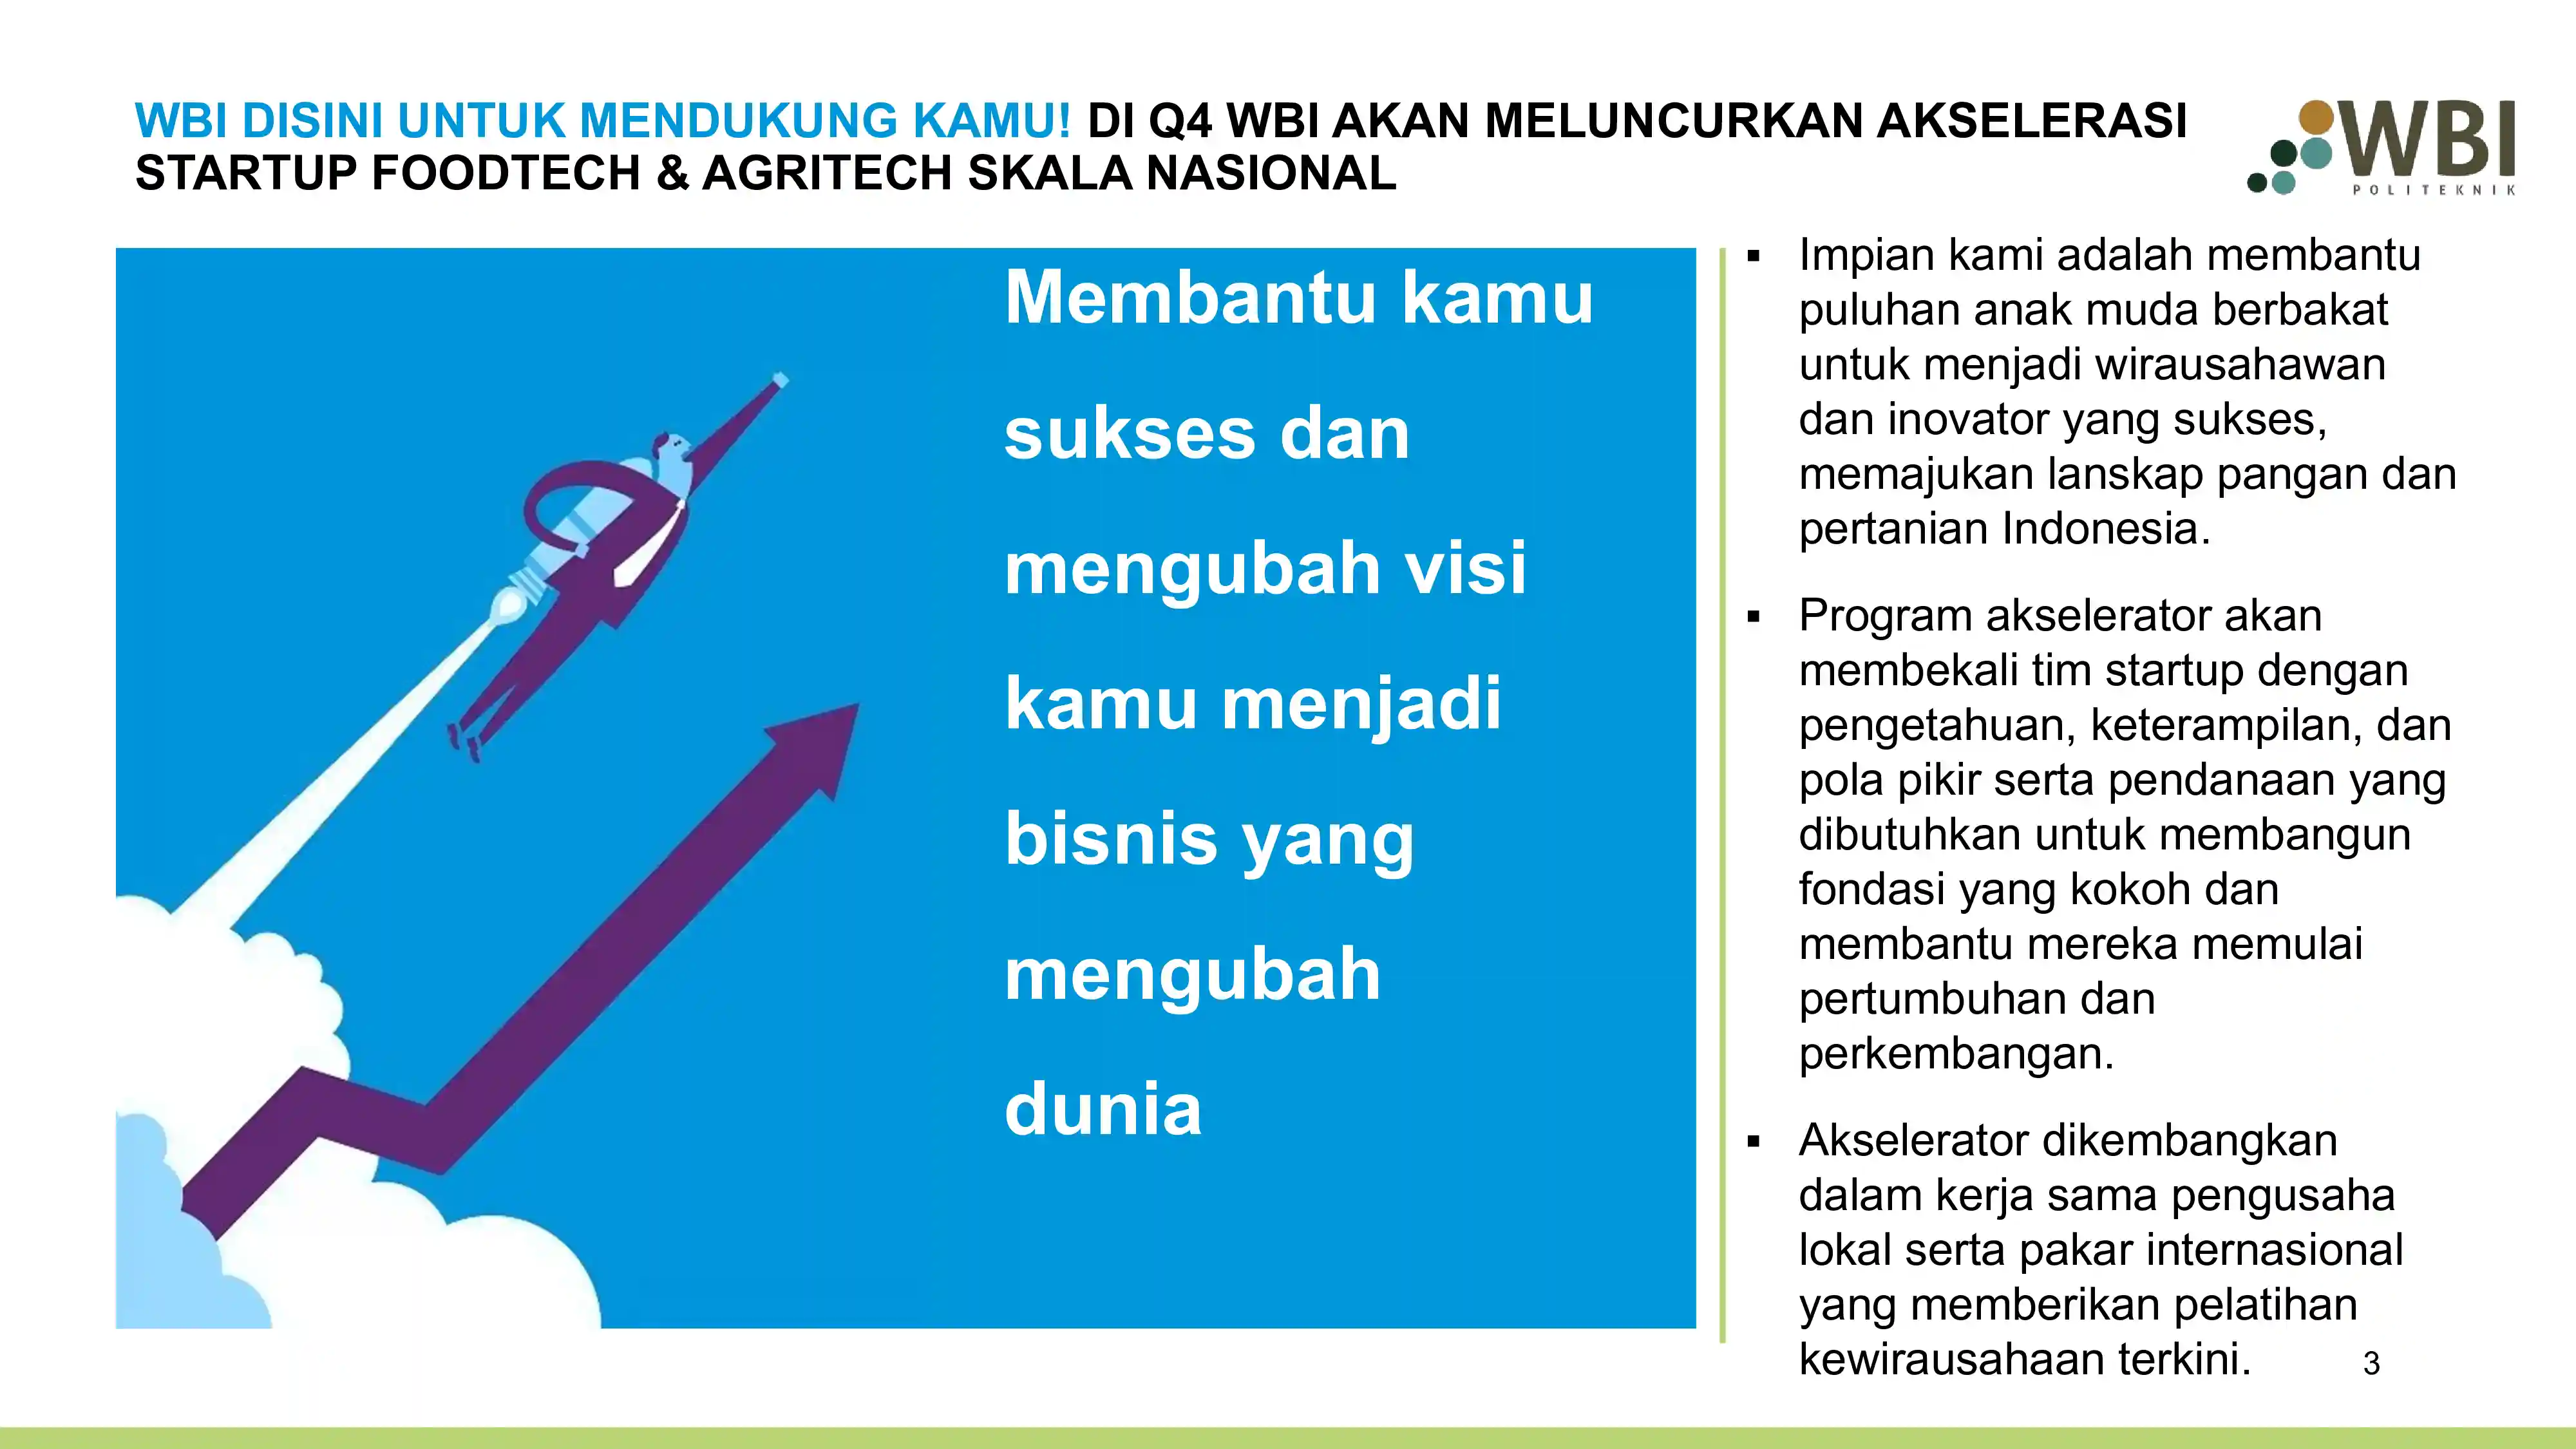 WBI DISINI UNTUK MENDUKUNG KAMU! DI Q4 WBI AKAN MELUNCURKAN AKSELERASI
STARTUP FOODTECH & AGRITECH SKALA NASIONAL
WBI
POLITEKNIK
Membantu kamu
sukses dan
mengubah visi
kamu menjadi
bisnis yang
mengubah
dunia
▪ Impian kami adalah membantu
puluhan anak muda berbakat
untuk menjadi wirausahawan
dan inovator yang sukses,
memajukan lanskap pangan dan
pertanian Indonesia.
▪ Program akselerator akan
membekali tim startup dengan
pengetahuan, keterampilan, dan
pola pikir serta pendanaan yang
dibutuhkan untuk membangun
fondasi yang kokoh dan
membantu mereka memulai
pertumbuhan dan
perkembangan.
▪ Akselerator dikembangkan
dalam kerja sama pengusaha
lokal serta pakar internasional
yang memberikan pelatihan
kewirausahaan terkini.
3